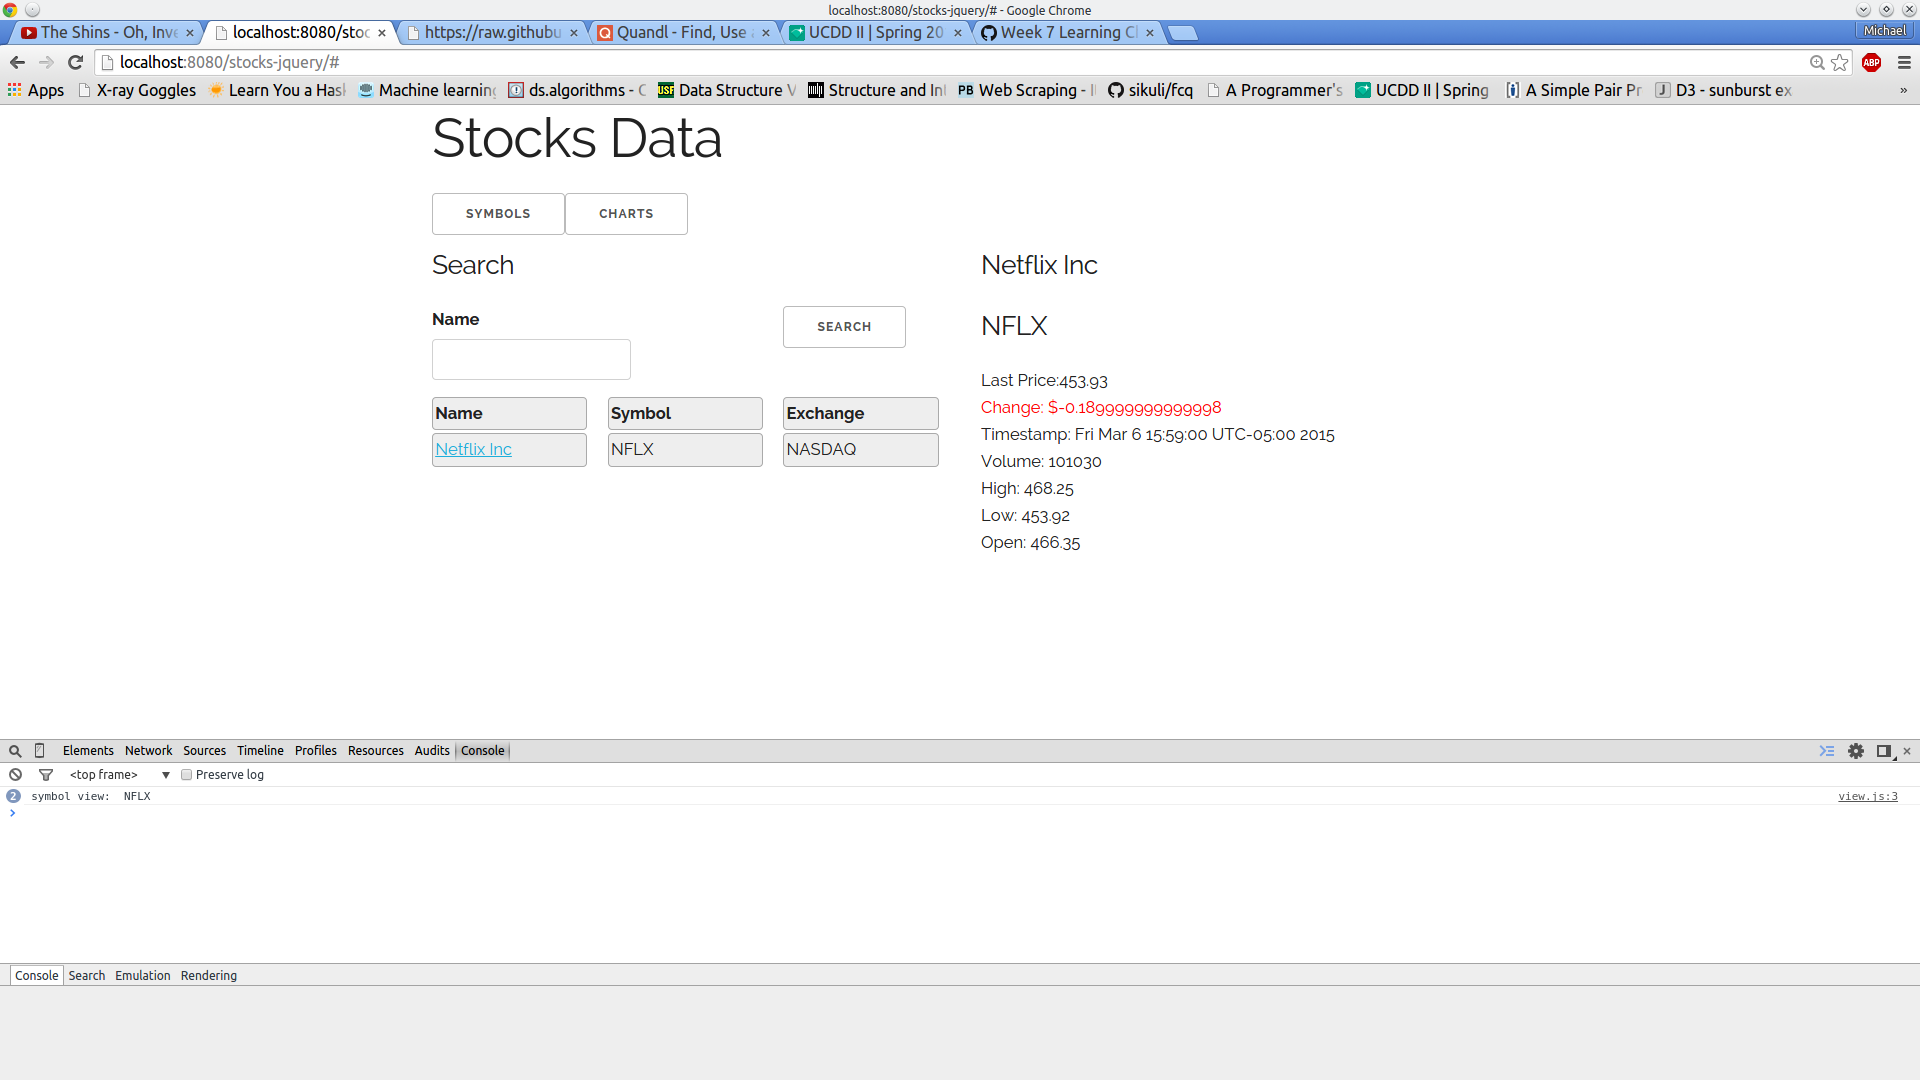 localhost:8080/stocks-jquery/# - Google Chrome
The Shins - Oh, Inve
localhost:8080/stoc
https://raw.githubu
Quandl - Find, Use
UCDD II | Spring 20
Week 7 Learning C
Michael
localhost:8080/stocks-jquery/#
ABP
Apps
X-ray Goggles
Learn You a Has
Machine learning
ds.algorithms -
USF Data Structure
Structure and In
PB Web Scraping -
sikuli/fcq
A Programmer's
UCDD II | Spring
A Simple Pair Pr
J D3 - sunburst ex
»
Stocks Data
SYMBOLS
CHARTS
Search
Name
SEARCH
Name Symbol Exchange
Netflix Inc NFLX NASDAQ
Netflix Inc
NFLX
Last Price:453.93
Change: $-0.189999999999998
Timestamp: Fri Mar 6 15:59:00 UTC-05:00 2015
Volume: 101030
High: 468.25
Low: 453.92
Open: 466.35
Elements Network Sources Timeline Profiles Resources Audits Console
<top frame> ▼ Preserve log
2 symbol view: NFLX view.js:3
>
Console Search Emulation Rendering